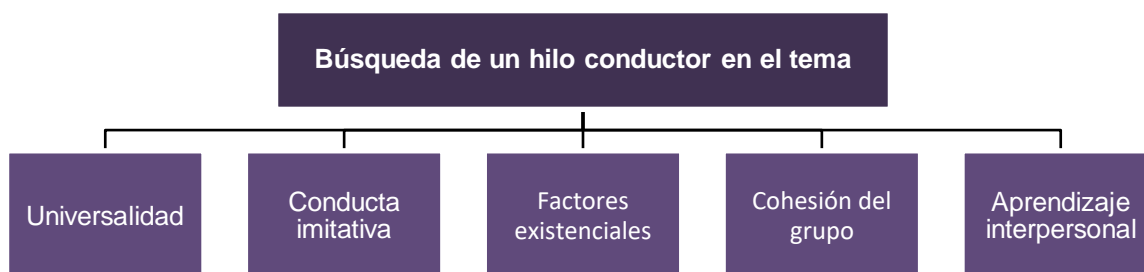 Búsqueda de un hilo conductor en el tema
Universalidad
Conducta
imitativa
Factores
existenciales
Cohesión del
grupo
Aprendizaje
interpersonal